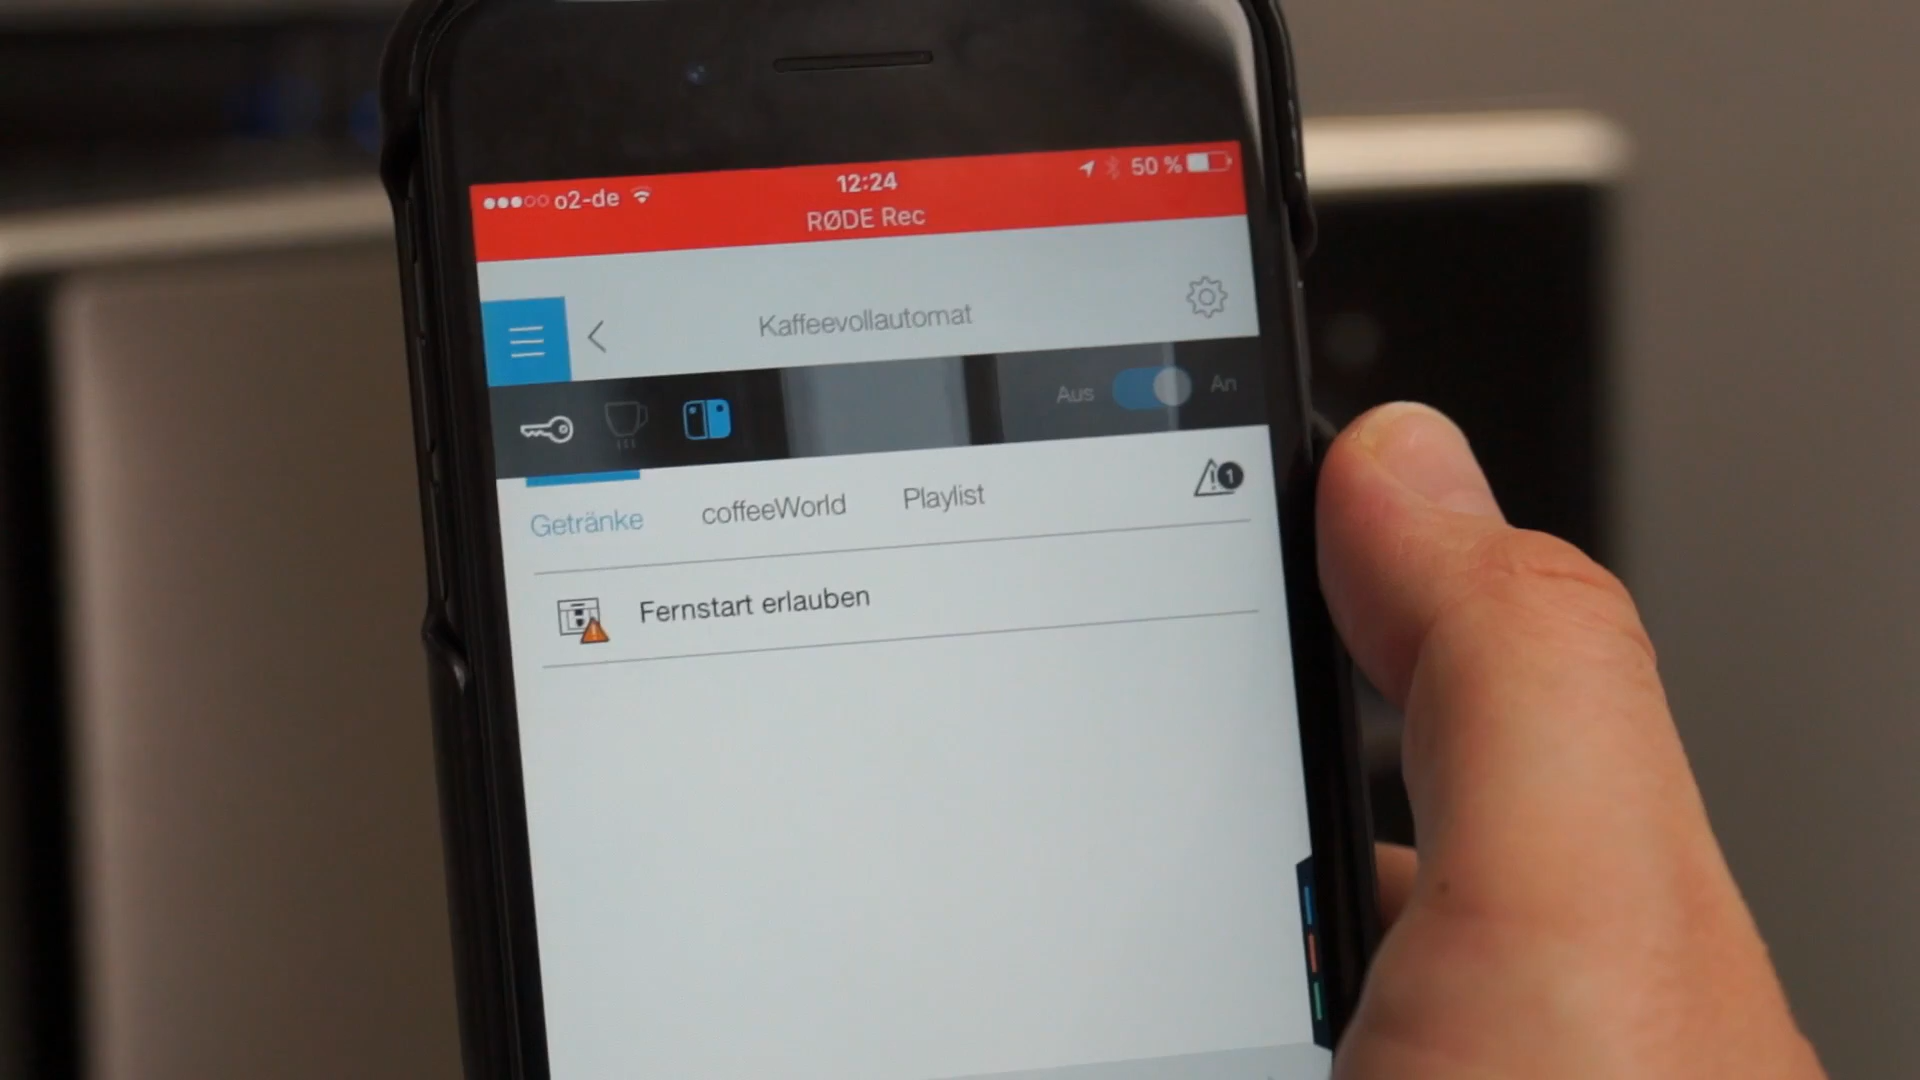 o2-de 12:24 50 %
RØDE Rec
Kaffeevollautomat
Aus An
Getränke coffeeWorld Playlist 1
Fernstart erlauben